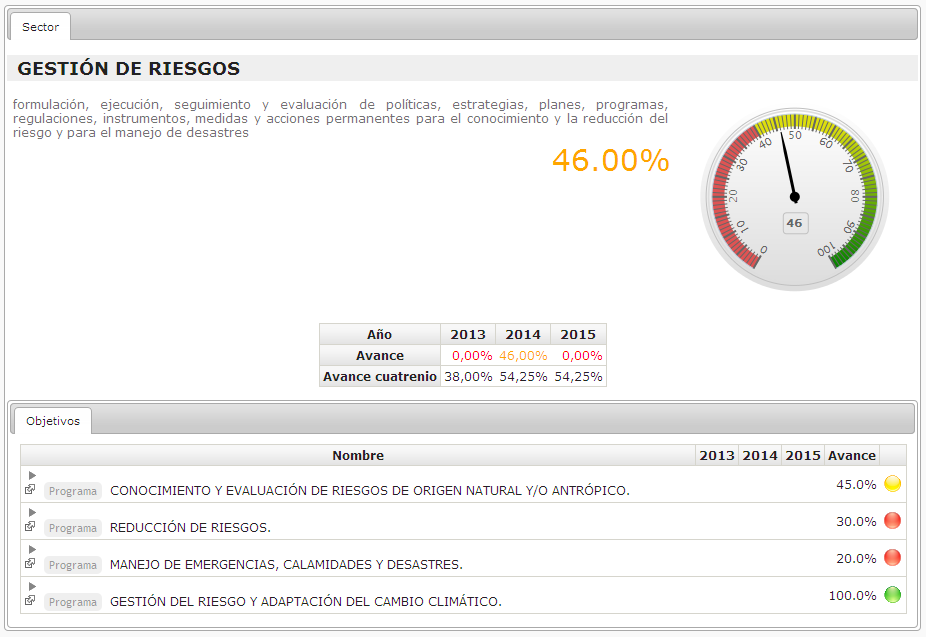 Sector
GESTIÓN DE RIESGOS
formulación, ejecución, seguimiento y evaluación de políticas, estrategias, planes, programas,
regulaciones, instrumentos, medidas y acciones permanentes para el conocimiento y la reducción del
riesgo y para el manejo de desastres
46.00%
0 10 20 30 40 50 60 70 80 90 100
46
Año 2013 2014 2015
Avance 0,00% 46,00% 0,00%
Avance cuatrenio 38,00% 54,25% 54,25%
Objetivos
Nombre 2013 2014 2015 Avance
Programa CONOCIMIENTO Y EVALUACIÓN DE RIESGOS DE ORIGEN NATURAL Y/O ANTRÓPICO. 45.0%
Programa REDUCCIÓN DE RIESGOS. 30.0%
Programa MANEJO DE EMERGENCIAS, CALAMIDADES Y DESASTRES. 20.0%
Programa GESTIÓN DEL RIESGO Y ADAPTACIÓN DEL CAMBIO CLIMÁTICO. 100.0%